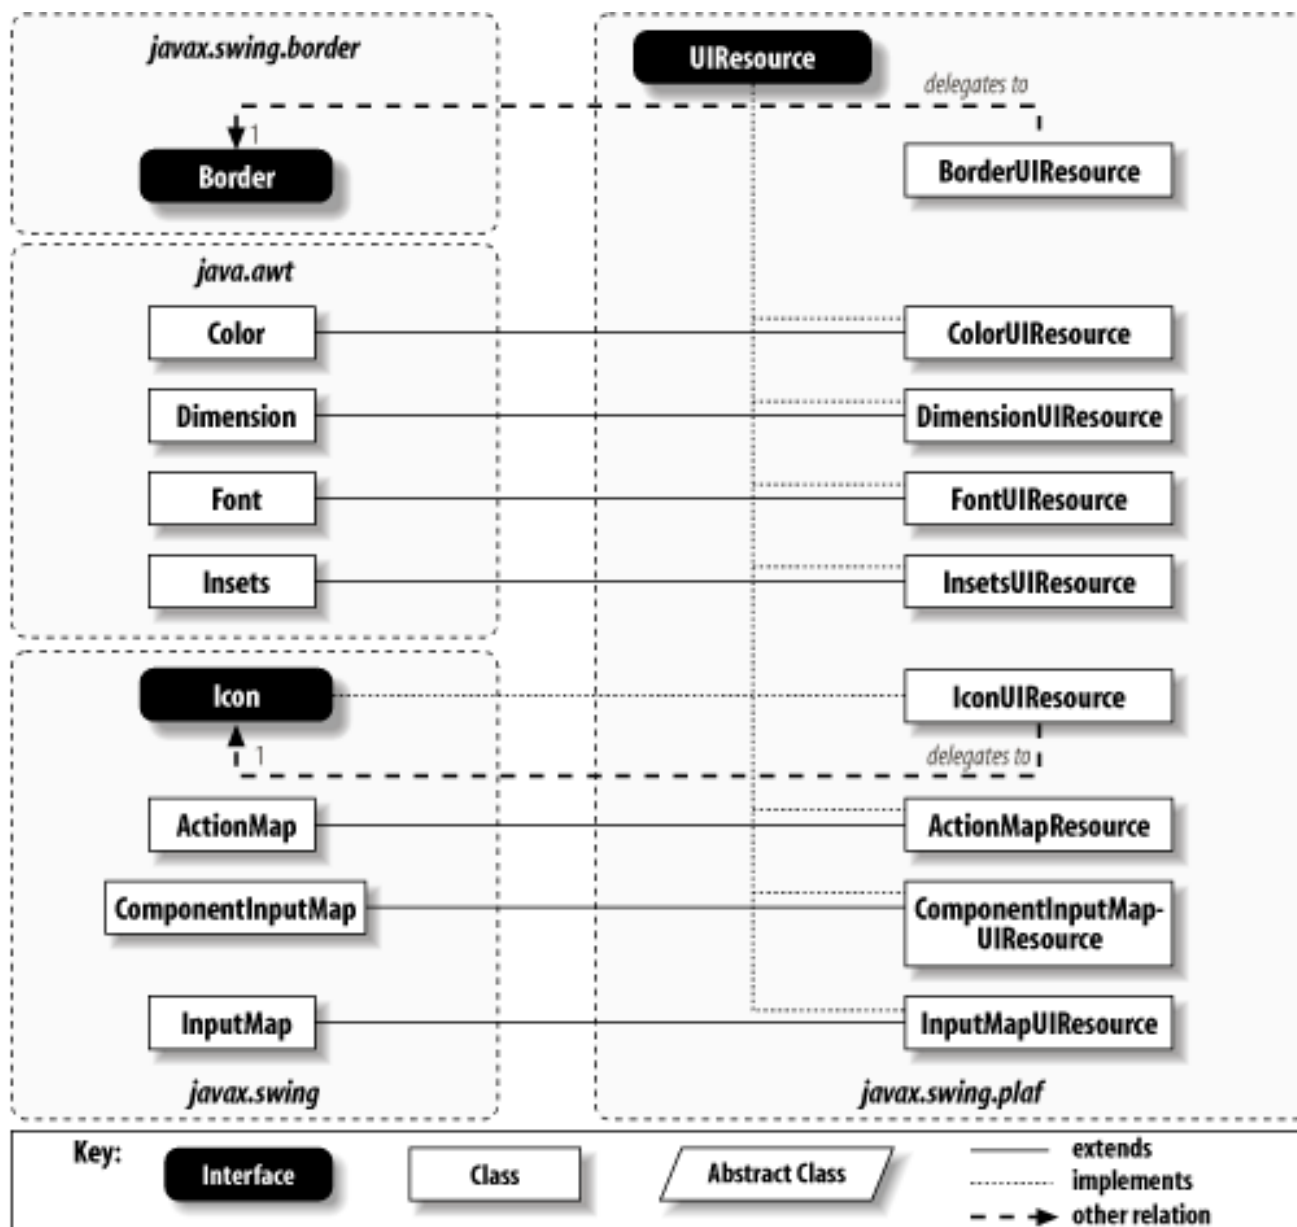 javax.swing.border
UIResource
delegates to
1
Border
BorderUIResource
java.awt
Color
ColorUIResource
Dimension
DimensionUIResource
Font
FontUIResource
Insets
InsetsUIResource
Icon
IconUIResource
1
delegates to
ActionMap
ActionMapResource
ComponentInputMap
ComponentInputMap-
UIResource
InputMap
InputMapUIResource
javax.swing
javax.swing.plaf
Key:
Interface
Class
Abstract Class
extends
implements
other relation